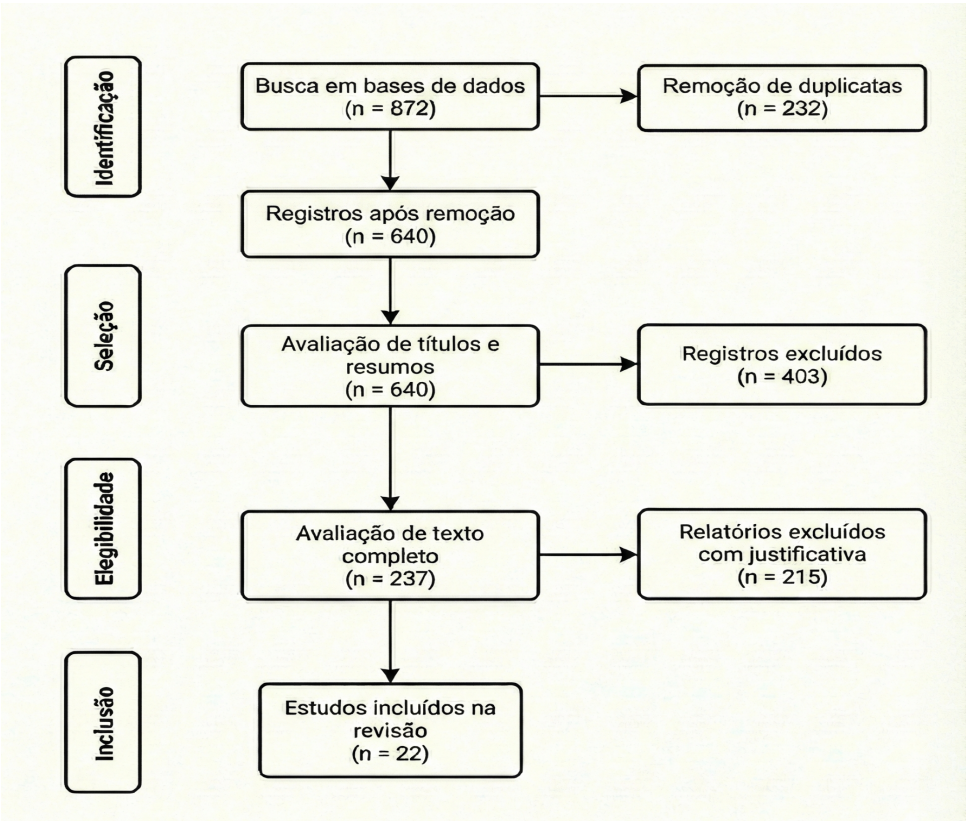 Identificação
Busca em bases de dados
(n = 872)
Remoção de duplicatas
(n = 232)
Registros após remoção
(n = 640)
Seleção
Avaliação de títulos e
resumos
(n = 640)
Registros excluídos
(n = 403)
Elegibilidade
Avaliação de texto
completo
(n = 237)
Relatórios excluídos
com justificativa
(n = 215)
Inclusão
Estudos incluídos na
revisão
(n = 22)